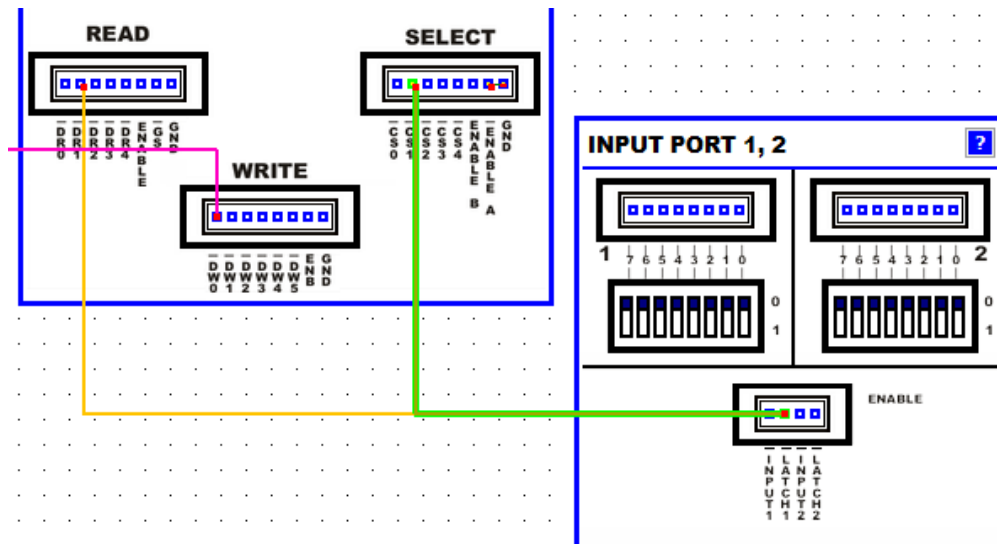 READ
SELECT
DR0
DR1
DR2
DR3
DR4
ENABLE
GS
GND
CS0
CS1
CS2
CS3
CS4
ENABLE B
ENABLE A
GND
WRITE
DW0
DW1
DW2
DW3
DW4
DW5
ENB
GND
INPUT PORT 1, 2
?
1
7 6 5 4 3 2 1 0
7 6 5 4 3 2 1 0
2
0
1
0
1
ENABLE
INPUT1
LATCH1
INPUT2
LATCH2